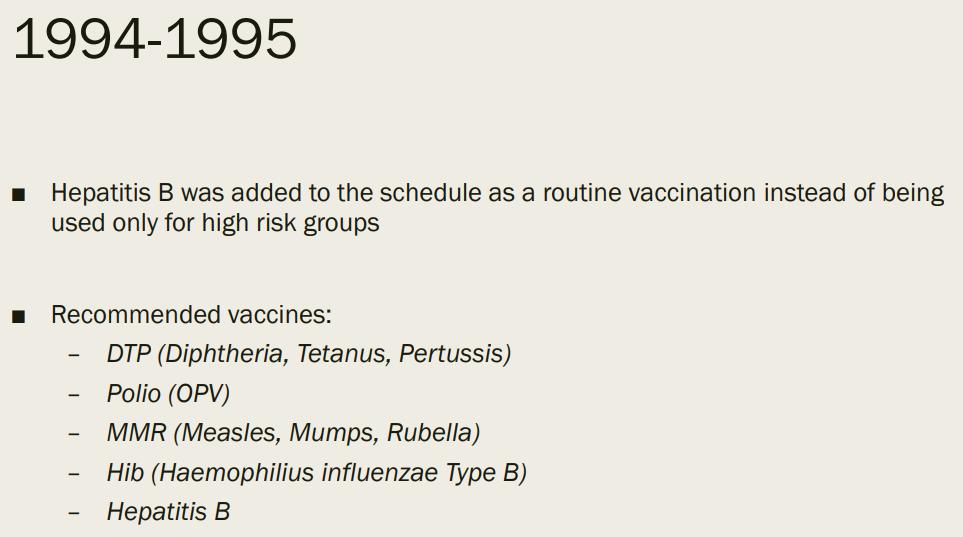 1994-1995
■ Hepatitis B was added to the schedule as a routine vaccination instead of being
used only for high risk groups
■ Recommended vaccines:
– DTP (Diphtheria, Tetanus, Pertussis)
– Polio (OPV)
– MMR (Measles, Mumps, Rubella)
– Hib (Haemophilius influenzae Type B)
– Hepatitis B